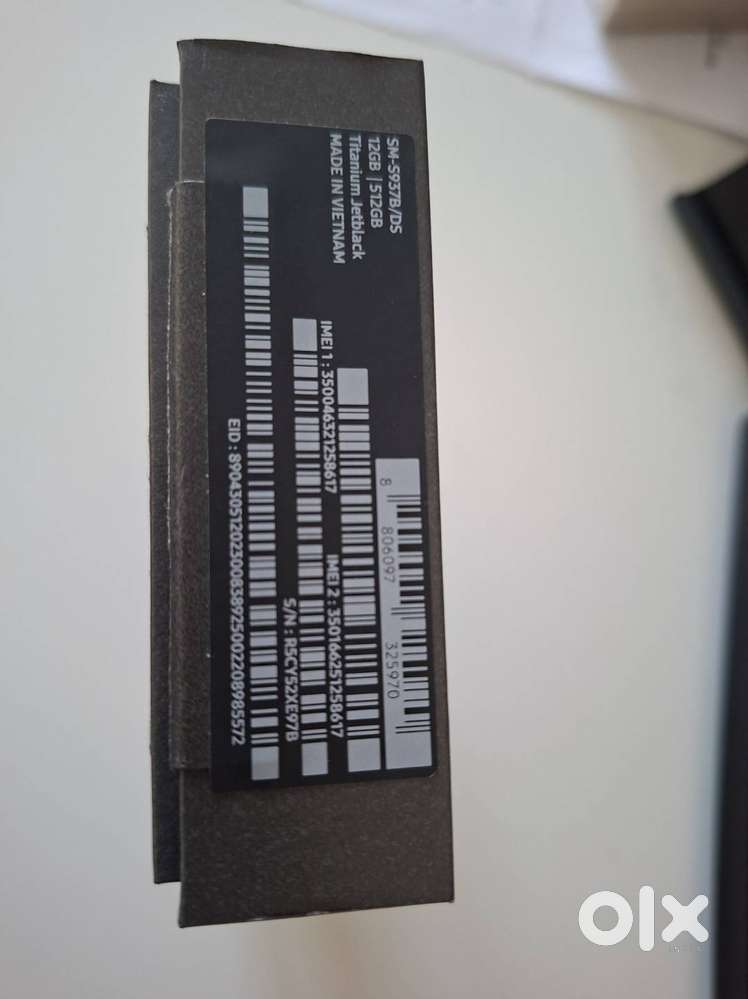 SM-S937B/DS
12GB | 512GB
Titanium Jetblack
MADE IN VIETNAM
8 806097 325970
IMEI 1 : 350046321258617
IMEI 2 : 350166251258617
S/N : R5CY52XE97B
EID : 89043051202300838925002208985572
olx